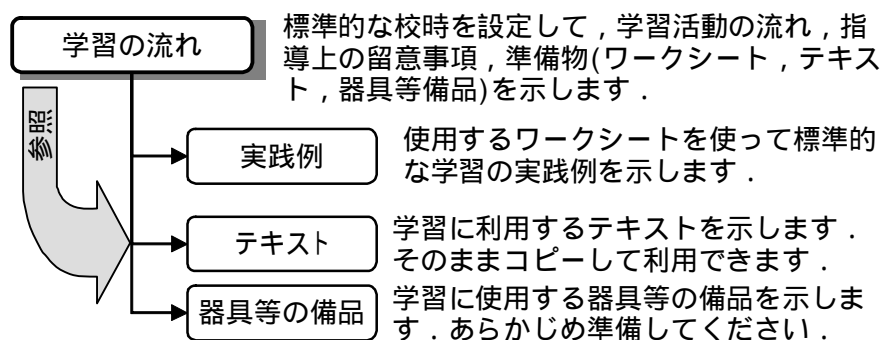 学習の流れ
標準的な校時を設定して，学習活動の流れ，指
導上の留意事項，準備物(ワークシート，テキス
ト，器具等備品)を示します．
参照
実践例
使用するワークシートを使って標準的
な学習の実践例を示します．
テキスト
学習に利用するテキストを示します．
そのままコピーして利用できます．
器具等の備品
学習に使用する器具等の備品を示しま
す．あらかじめ準備してください．